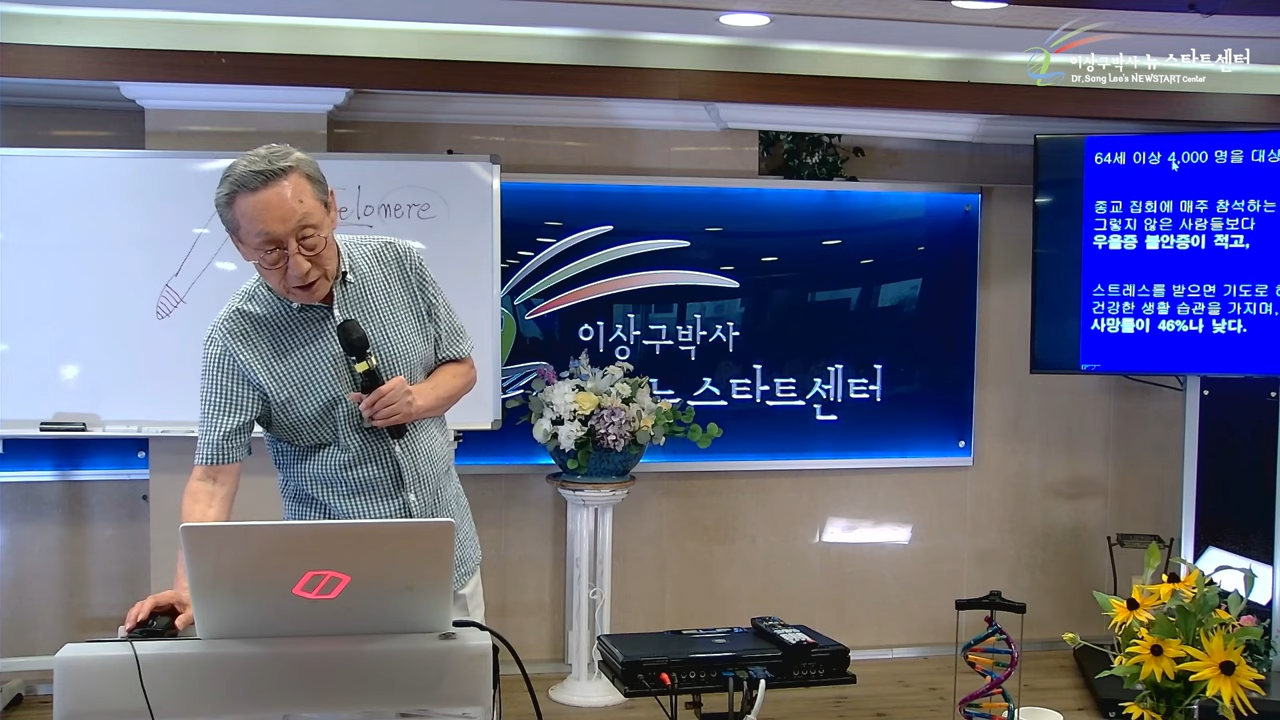 이상구박사 뉴 스타트센터
Dr. Sang Lee's NEWSTART Center
elomere
이상구박사
뉴 스타트센터
64세 이상 4,000 명을 대상
종교 집회에 매주 참석하는
그렇지 않은 사람들보다
우울증 불안증이 적고,
스트레스를 받으면 기도로
건강한 생활 습관을 가지며,
사망률이 46%나 낮다.